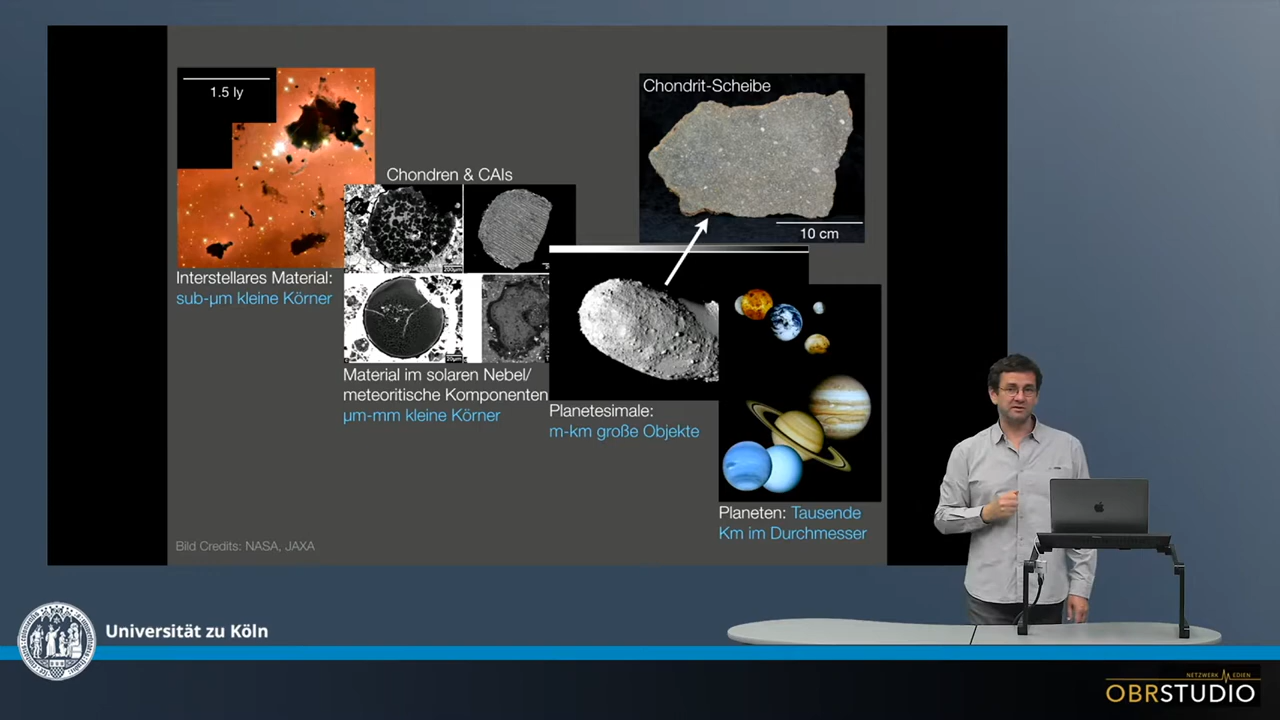 1.5 ly
Interstellares Material:
sub-µm kleine Körner
Chondren & CAIs
Material im solaren Nebel/
meteoritische Komponenten
µm-mm kleine Körner
Chondrit-Scheibe
10 cm
Planetesimale:
m-km große Objekte
Planeten: Tausende
Km im Durchmesser
Bild Credits: NASA, JAXA
Universität zu Köln
NETZWERK MEDIEN
OBRSTUDIO